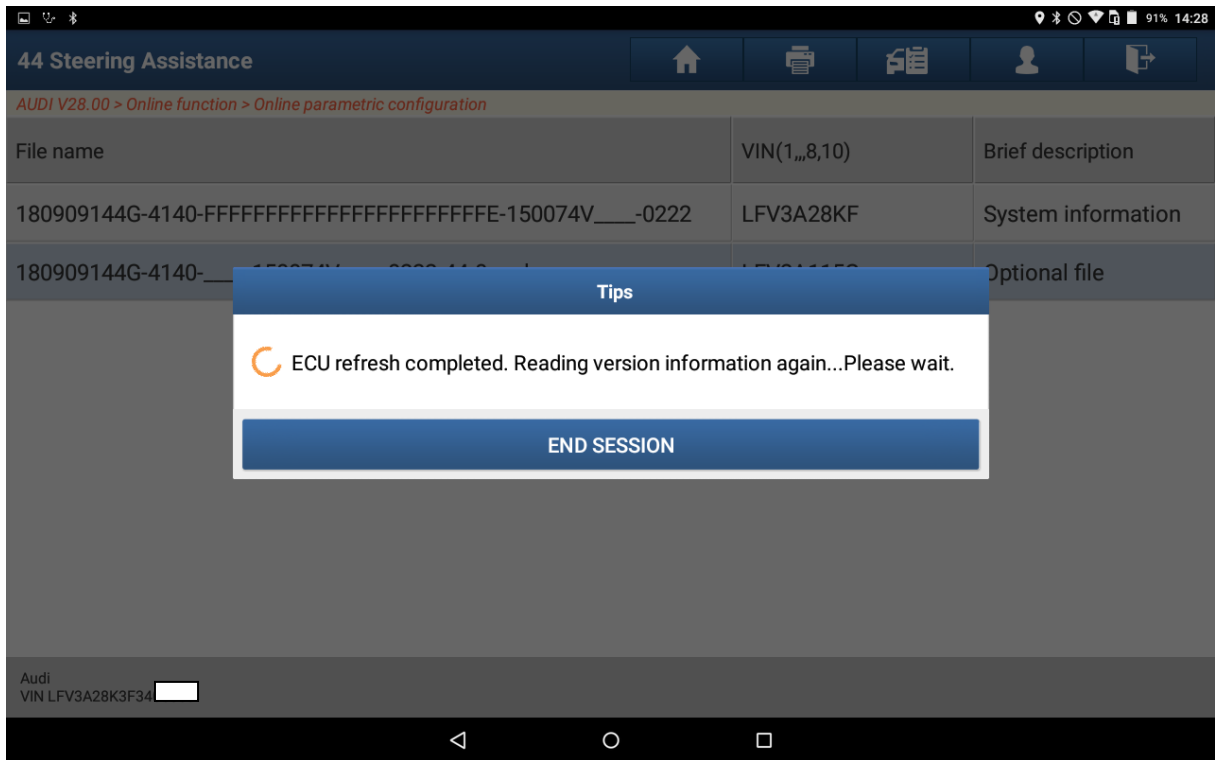 91% 14:28
44 Steering Assistance
AUDI V28.00 > Online function > Online parametric configuration
File name VIN(1,,,8,10) Brief description
180909144G-4140-FFFFFFFFFFFFFFFFFFFFFFFE-150074V____-0222 LFV3A28KF System information
180909144G-4140- Optional file
Tips
ECU refresh completed. Reading version information again...Please wait.
END SESSION
Audi
VIN LFV3A28K3F34